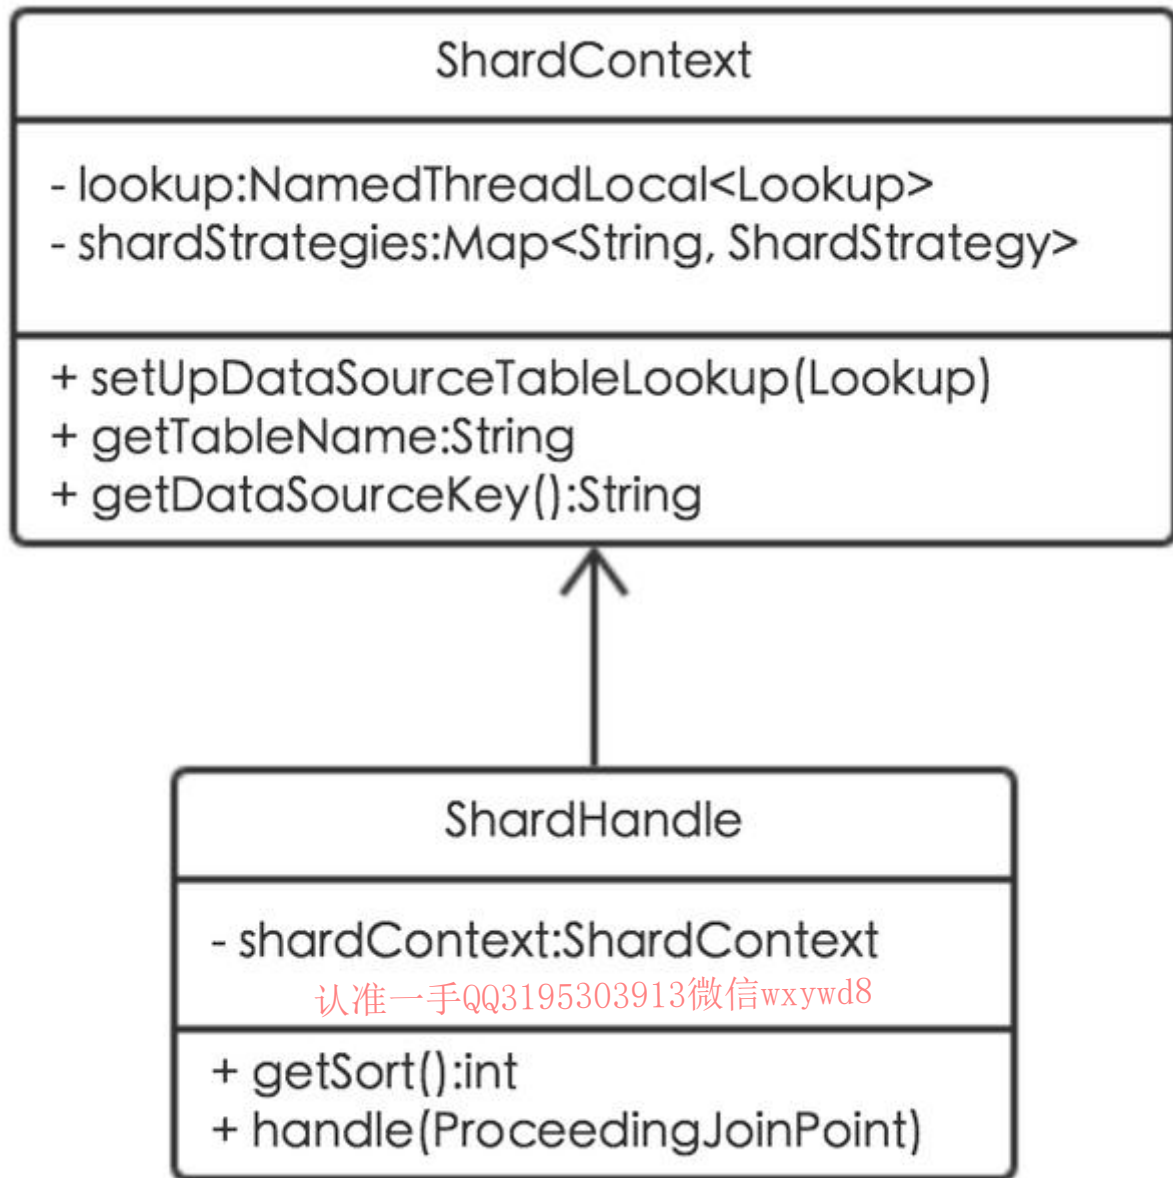 ShardContext
- lookup:NamedThreadLocal<Lookup>
- shardStrategies:Map<String, ShardStrategy>
+ setUpDataSourceTableLookup(Lookup)
+ getTableName:String
+ getDataSourceKey():String
ShardHandle
- shardContext:ShardContext
认准一手QQ3195303913微信wxywd8
+ getSort():int
+ handle(ProceedingJoinPoint)